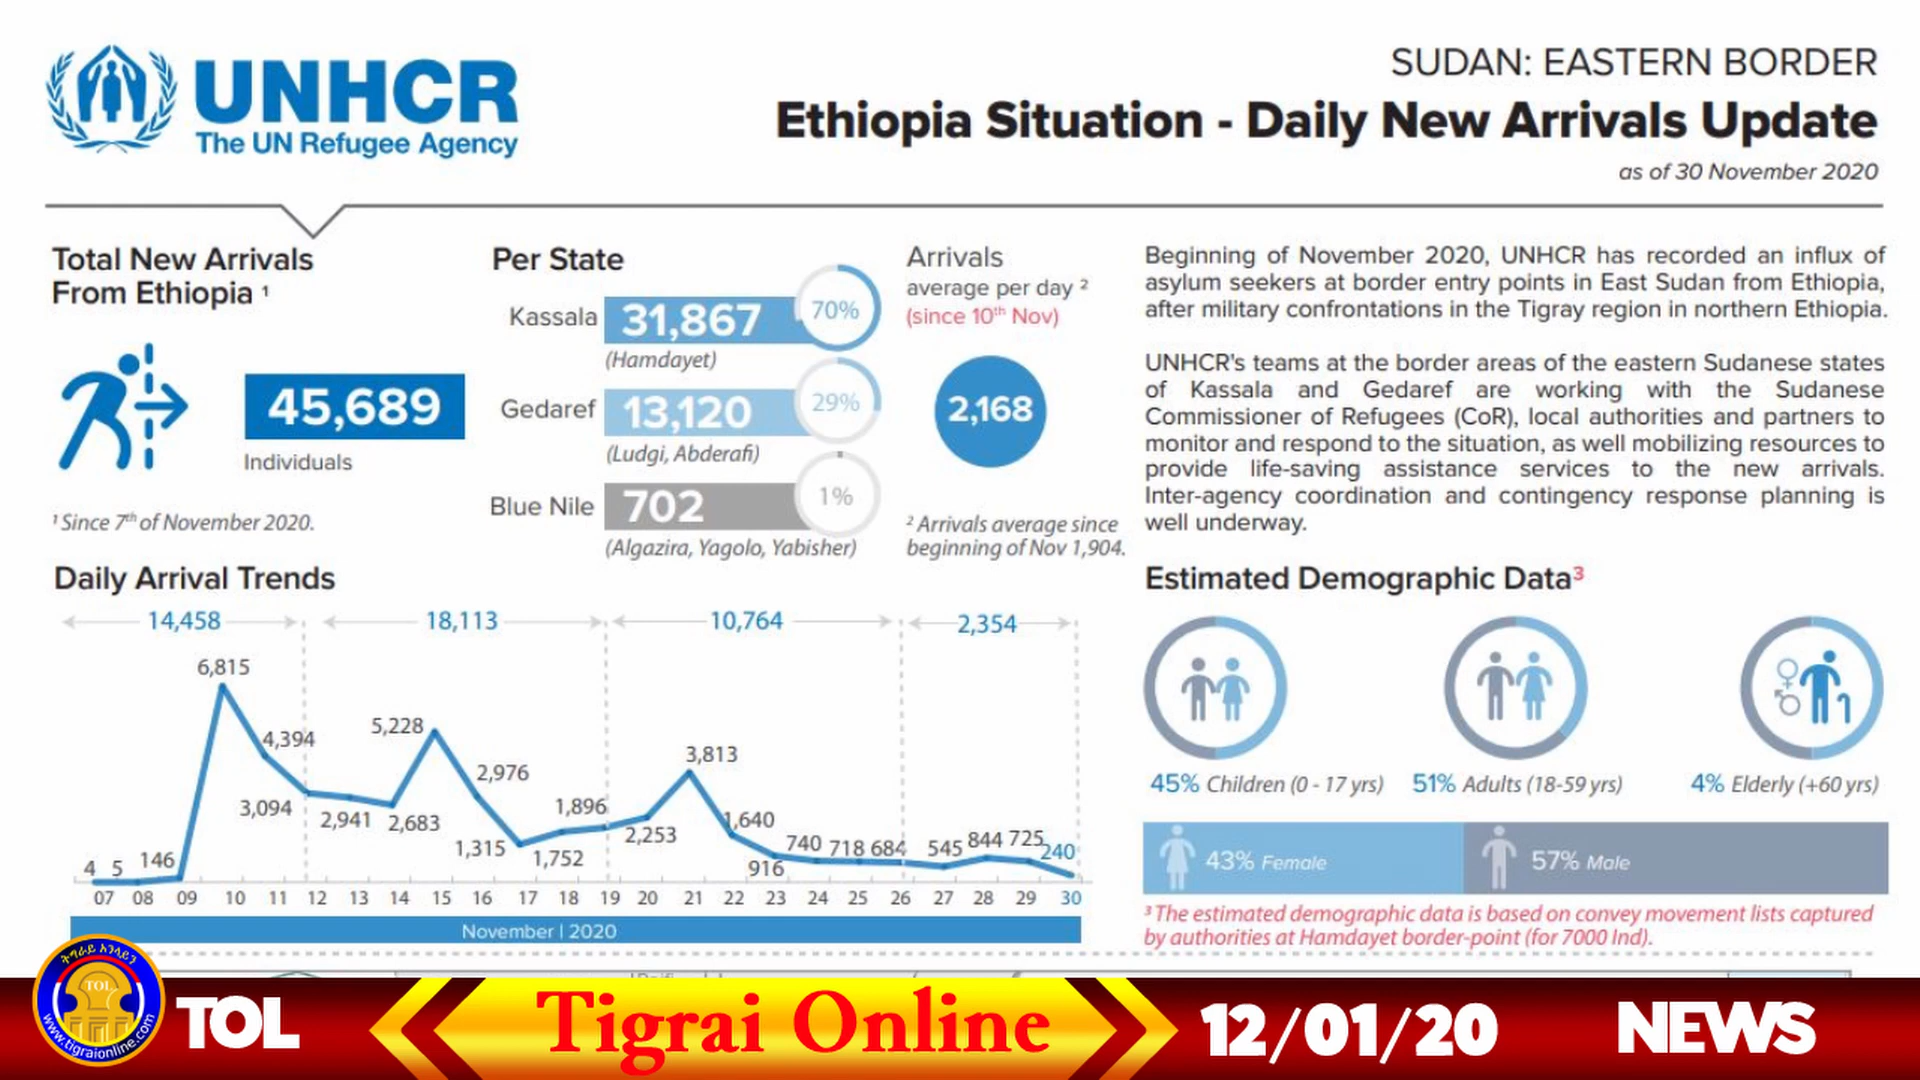 UNHCR
The UN Refugee Agency
SUDAN: EASTERN BORDER
Ethiopia Situation - Daily New Arrivals Update
as of 30 November 2020
Total New Arrivals
From Ethiopia ¹
45,689
Individuals
¹ Since 7th of November 2020.
Per State
Kassala 31,867 70%
(Hamdayet)
Gedaref 13,120 29%
(Ludgi, Abderafi)
Blue Nile 702 1%
(Algazira, Yagolo, Yabisher)
Arrivals
average per day ²
(since 10th Nov)
2,168
² Arrivals average since
beginning of Nov 1,904.
Beginning of November 2020, UNHCR has recorded an influx of
asylum seekers at border entry points in East Sudan from Ethiopia,
after military confrontations in the Tigray region in northern Ethiopia.
UNHCR's teams at the border areas of the eastern Sudanese states
of Kassala and Gedaref are working with the Sudanese
Commissioner of Refugees (CoR), local authorities and partners to
monitor and respond to the situation, as well mobilizing resources to
provide life-saving assistance services to the new arrivals.
Inter-agency coordination and contingency response planning is
well underway.
Daily Arrival Trends
14,458 18,113 10,764 2,354
6,815
4,394
5,228
3,813
2,976
3,094
2,941
2,683
1,896
1,640
2,253
1,315
1,752
916
740 718 684 545 844 725 240
4 5 146
07 08 09 10 11 12 13 14 15 16 17 18 19 20 21 22 23 24 25 26 27 28 29 30
November | 2020
Estimated Demographic Data³
45% Children (0 - 17 yrs)
51% Adults (18-59 yrs)
4% Elderly (+60 yrs)
43% Female
57% Male
³ The estimated demographic data is based on convey movement lists captured
by authorities at Hamdayet border-point (for 7000 Ind).
ትግራይ ኦንላይን
TOL
www.tigraionline.com
TOL
Tigrai Online
12/01/20
NEWS